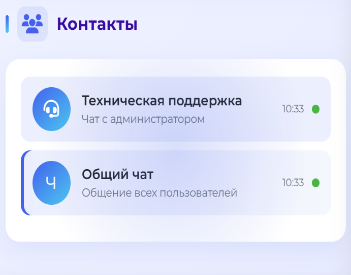 Контакты
Техническая поддержка
Чат с администратором
10:33
Ч
Общий чат
Общение всех пользователей
10:33